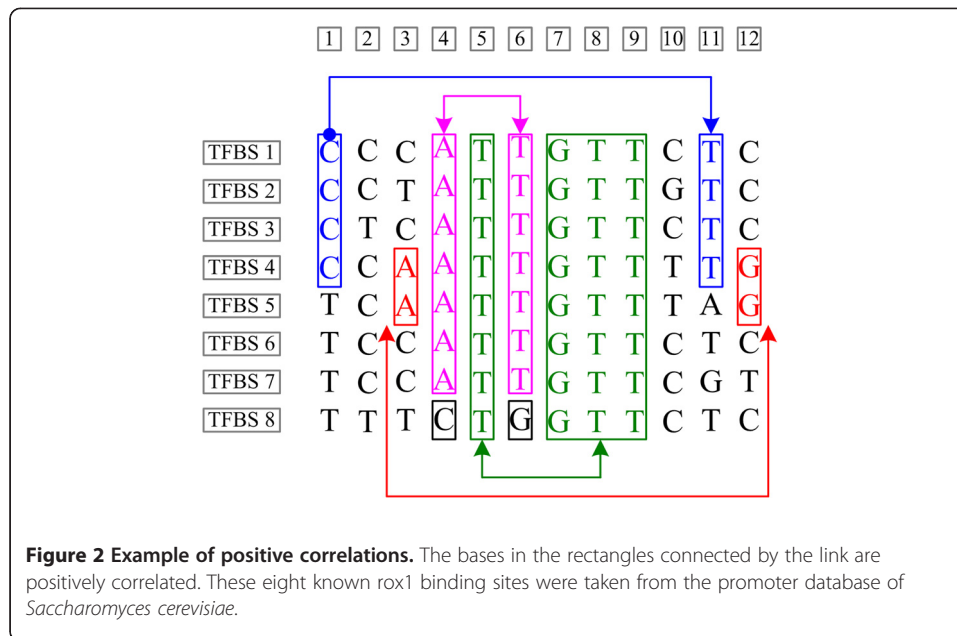 1 2 3 4 5 6 7 8 9 10 11 12
TFBS 1 C C C A T T G T T C T C
TFBS 2 C C T A T T G T T G T C
TFBS 3 C T C A T T G T T C T C
TFBS 4 C C A A T T G T T T T G
TFBS 5 T C A A T T G T T T A G
TFBS 6 T C C A T T G T T C T C
TFBS 7 T C C A T T G T T C G T
TFBS 8 T T T C T G G T T C T C
Figure 2 Example of positive correlations. The bases in the rectangles connected by the link are
positively correlated. These eight known rox1 binding sites were taken from the promoter database of
Saccharomyces cerevisiae.